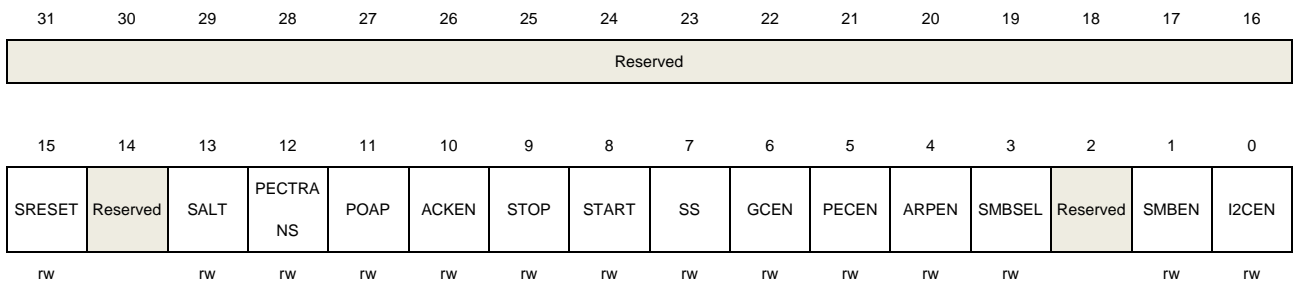 31 30 29 28 27 26 25 24 23 22 21 20 19 18 17 16
Reserved
15 14 13 12 11 10 9 8 7 6 5 4 3 2 1 0
SRESET Reserved SALT PECTRA NS POAP ACKEN STOP START SS GCEN PECEN ARPEN SMBSEL Reserved SMBEN I2CEN
rw rw rw rw rw rw rw rw rw rw rw rw rw rw